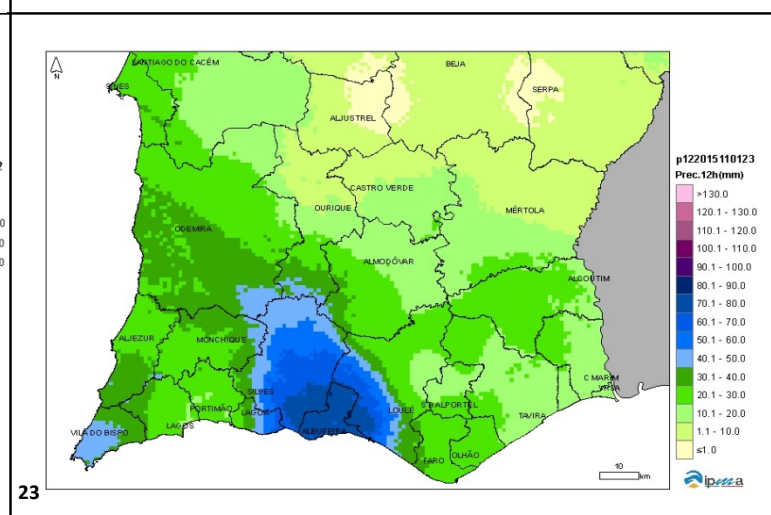 N
SANTIAGO DO CACÉM
BEJA
SINES
SERPA
ALJUSTREL
CASTRO VERDE
OURIQUE
MÉRTOLA
ODEMIRA
ALMODÔVAR
ALCOUTIM
ALJEZUR
MONCHIQUE
C MARIM
VRSA
SILVES
PORTIMÃO
LAGOA
LOULÉ
S B ALPORTEL
TAVIRA
VILA DO BISPO
LAGOS
ALBUFEIRA
FARO
OLHÃO
10
km
p122015110123
Prec.12h(mm)
>130.0
120.1 - 130.0
110.1 - 120.0
100.1 - 110.0
90.1 - 100.0
80.1 - 90.0
70.1 - 80.0
60.1 - 70.0
50.1 - 60.0
40.1 - 50.0
30.1 - 40.0
20.1 - 30.0
10.1 - 20.0
1.1 - 10.0
≤1.0
ipma
23